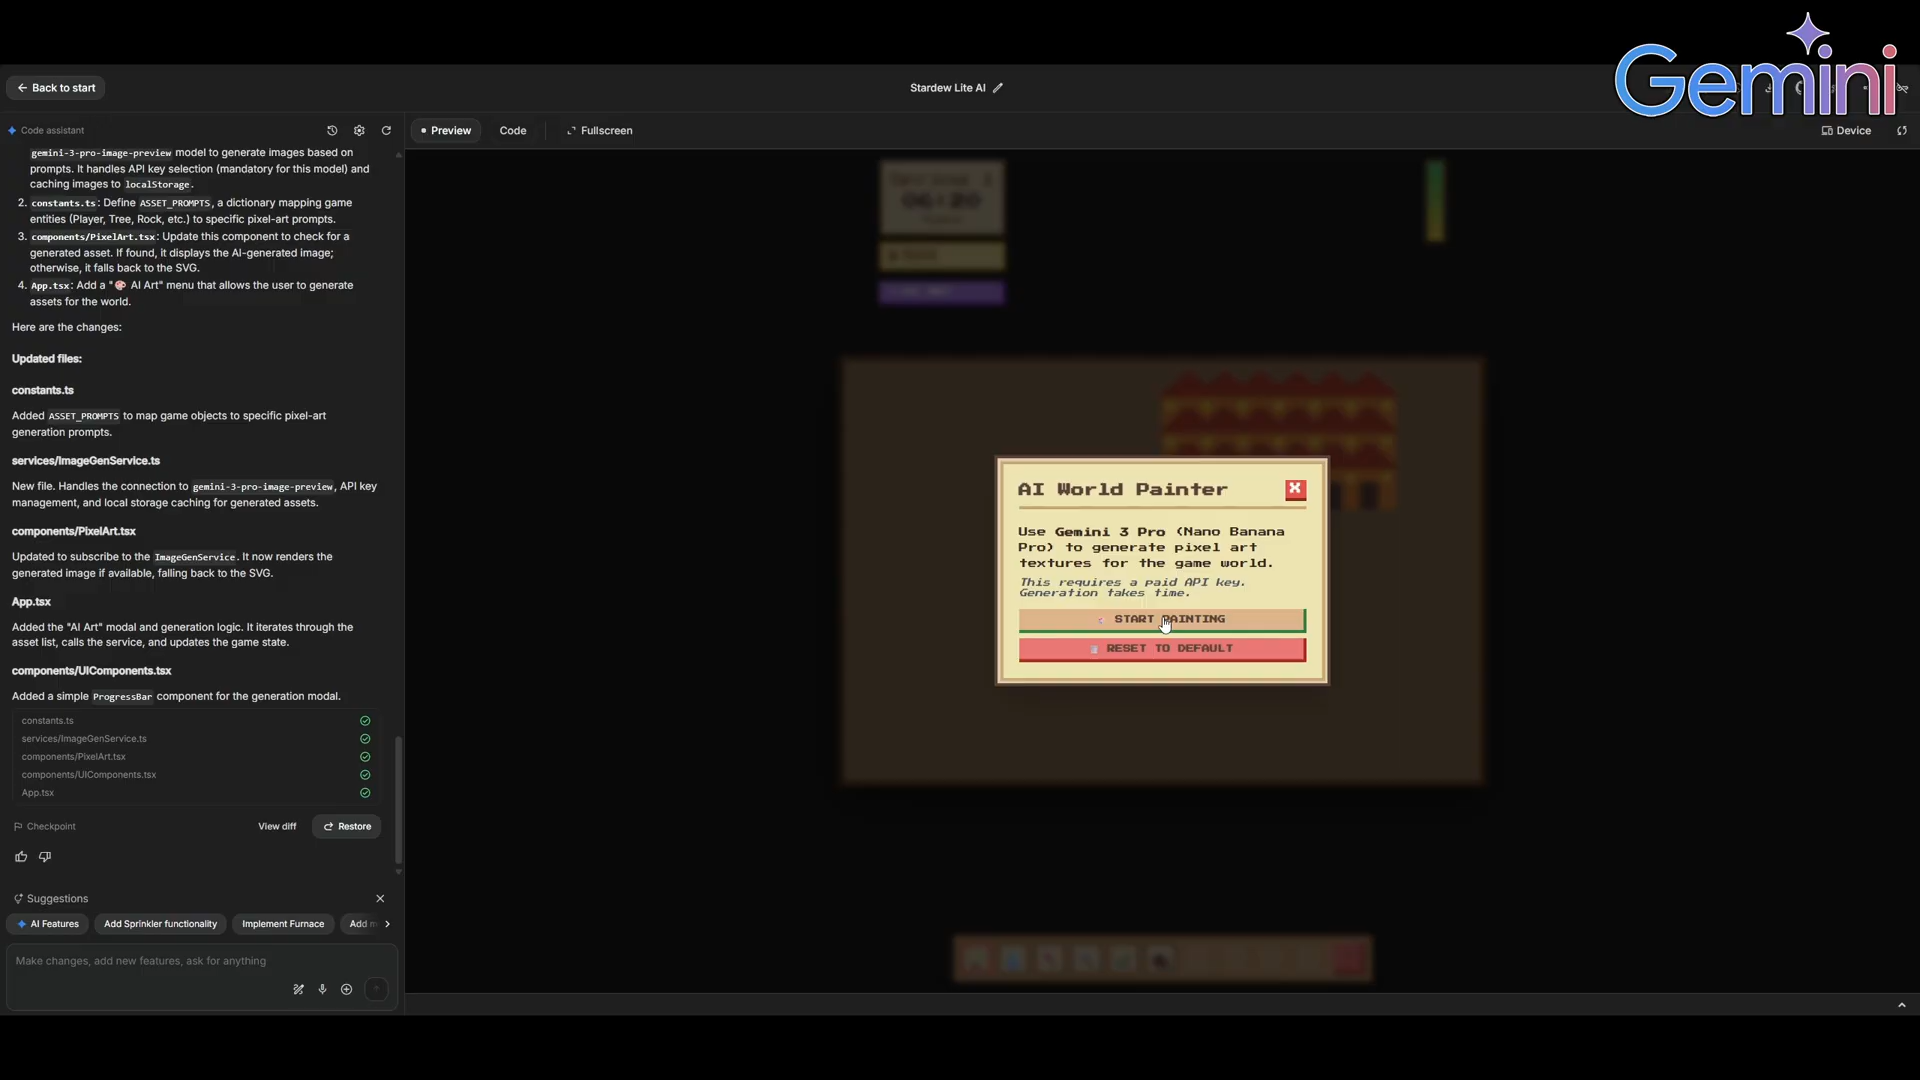 Gemini
Back to start
Stardew Lite AI
Code assistant
Preview
Code
Fullscreen
Device
gemini-3-pro-image-preview model to generate images based on
prompts. It handles API key selection (mandatory for this model) and
caching images to localStorage.
2. constants.ts: Define ASSET_PROMPTS, a dictionary mapping game
entities (Player, Tree, Rock, etc.) to specific pixel-art prompts.
3. components/PixelArt.tsx: Update this component to check for a
generated asset. If found, it displays the AI-generated image;
otherwise, it falls back to the SVG.
4. App.tsx: Add a "🎨 AI Art" menu that allows the user to generate
assets for the world.
Here are the changes:
Updated files:
constants.ts
Added ASSET_PROMPTS to map game objects to specific pixel-art
generation prompts.
services/ImageGenService.ts
New file. Handles the connection to gemini-3-pro-image-preview, API key
management, and local storage caching for generated assets.
components/PixelArt.tsx
Updated to subscribe to the ImageGenService. It now renders the
generated image if available, falling back to the SVG.
App.tsx
Added the "AI Art" modal and generation logic. It iterates through the
asset list, calls the service, and updates the game state.
components/UIComponents.tsx
Added a simple ProgressBar component for the generation modal.
constants.ts
services/ImageGenService.ts
components/PixelArt.tsx
components/UIComponents.tsx
App.tsx
Checkpoint
View diff
Restore
Suggestions
AI Features
Add Sprinkler functionality
Implement Furnace
Add
Make changes, add new features, ask for anything
06:20
AI World Painter
X
Use Gemini 3 Pro (Nano Banana
Pro) to generate pixel art
textures for the game world.
This requires a paid API key.
Generation takes time.
START PAINTING
RESET TO DEFAULT